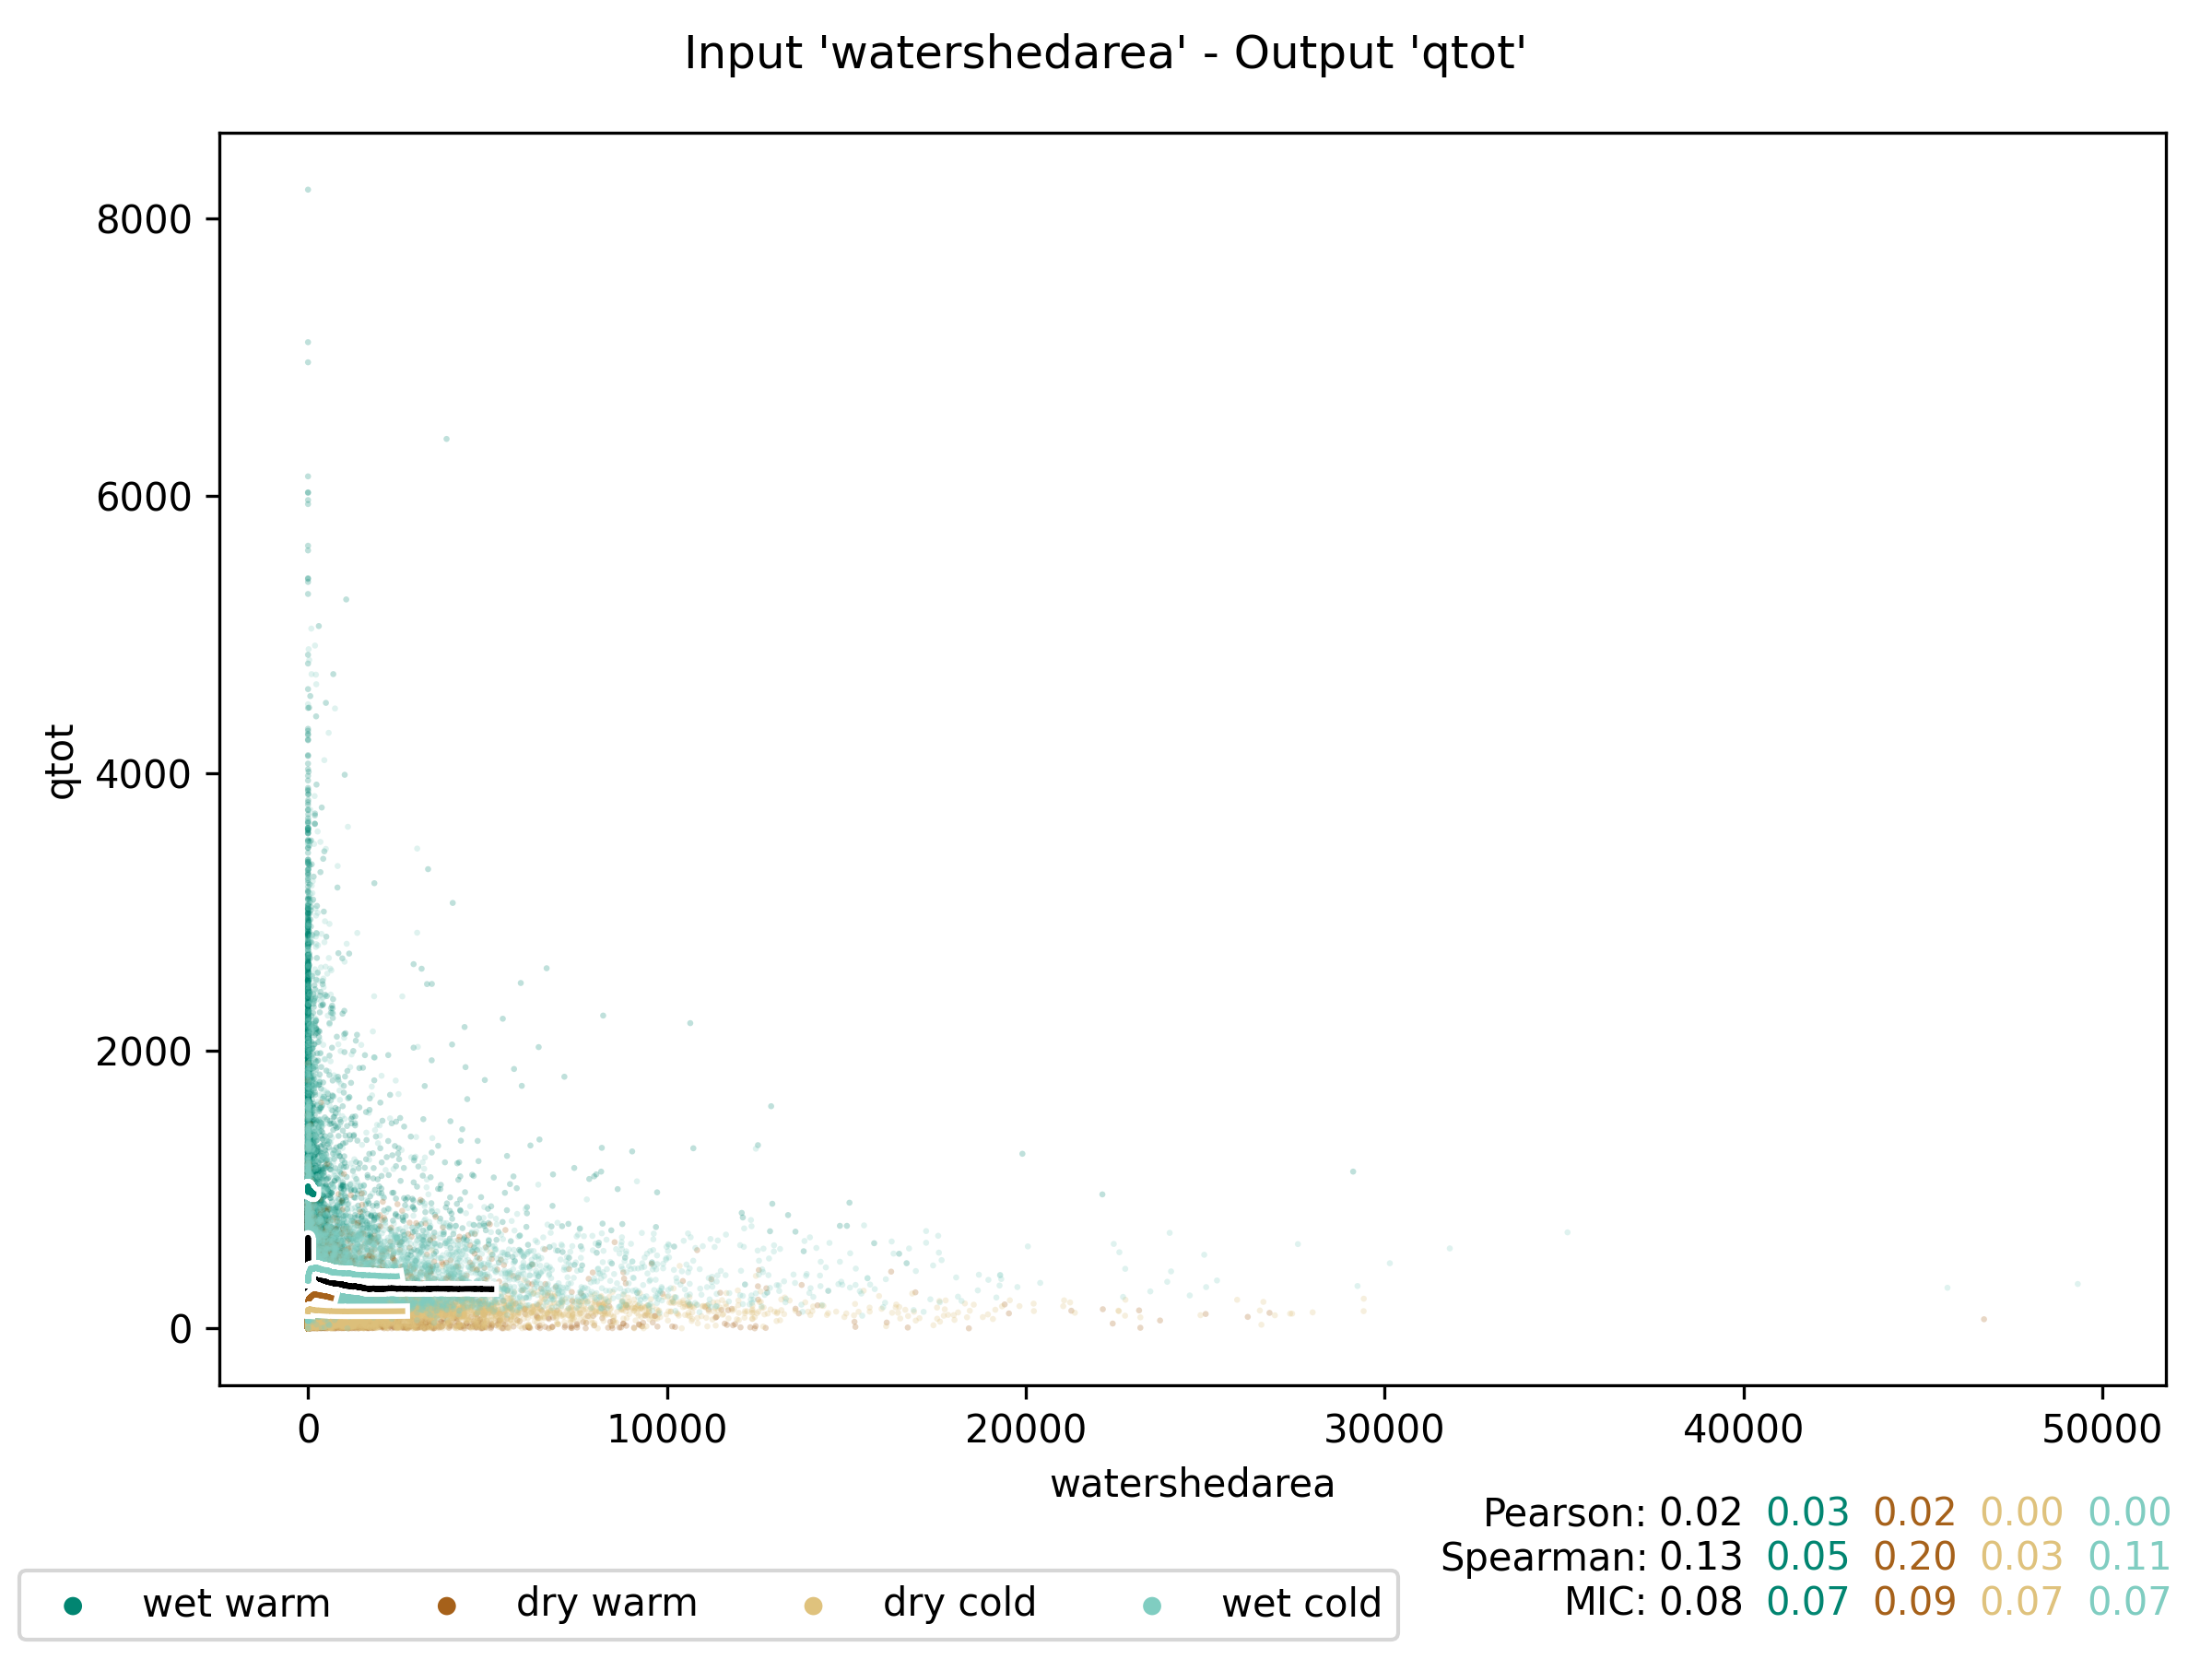 Input 'watershedarea' - Output 'qtot'
8000
6000
4000
2000
0
qtot
0 10000 20000 30000 40000 50000
watershedarea
Pearson: 0.02 0.03 0.02 0.00 0.00
Spearman: 0.13 0.05 0.20 0.03 0.11
MIC: 0.08 0.07 0.09 0.07 0.07
wet warm dry warm dry cold wet cold